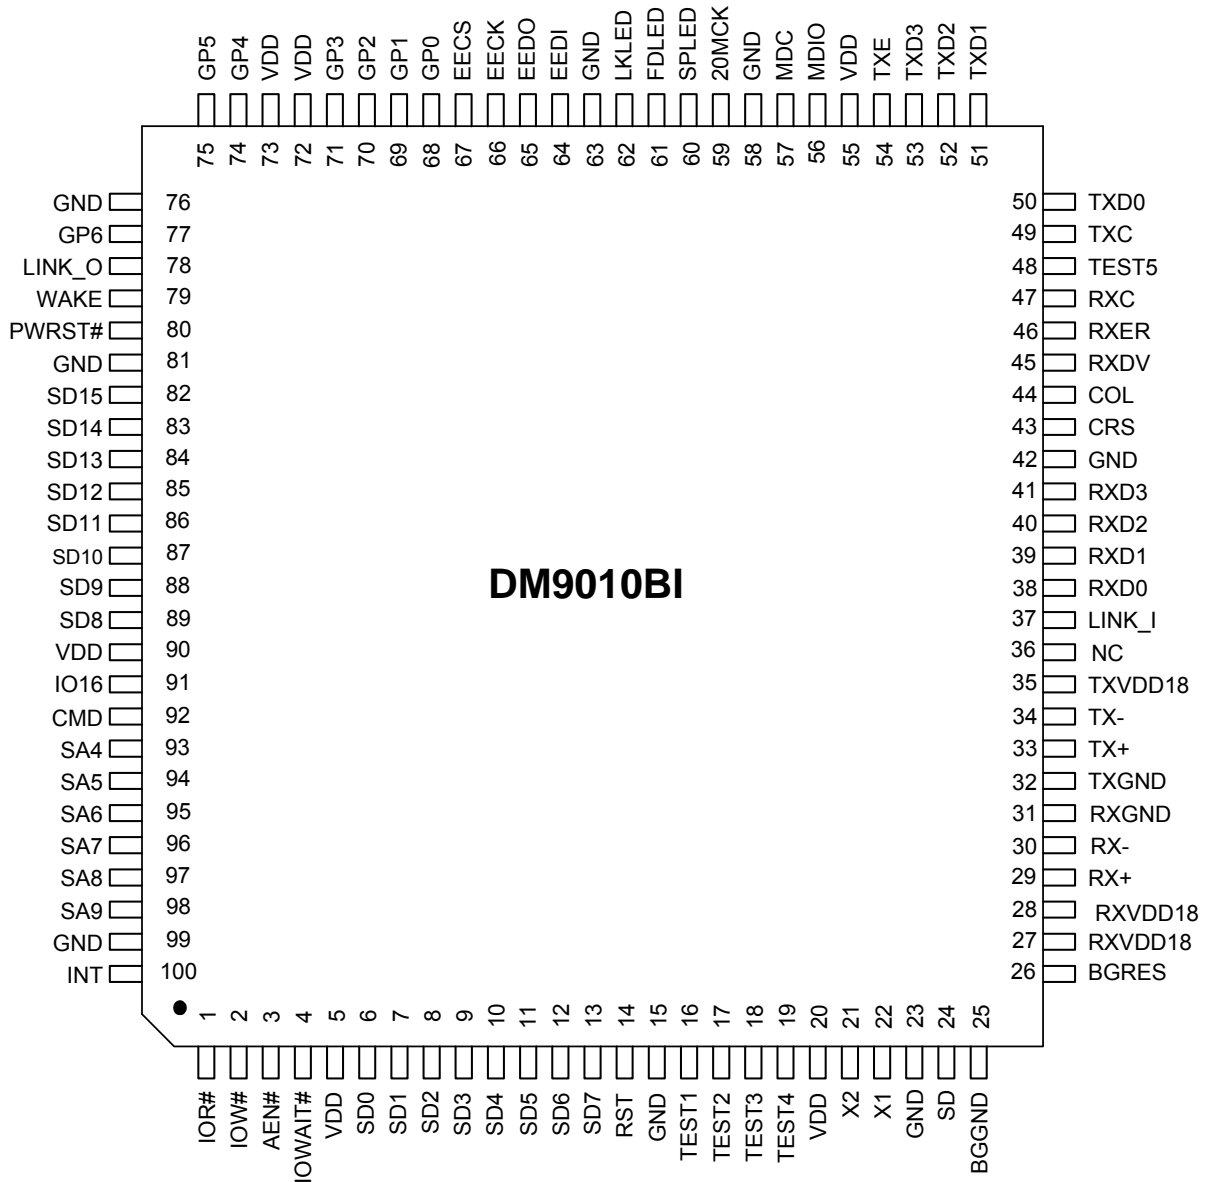 GP5 GP4 VDD VDD GP3 GP2 GP1 GP0 EECS EECK EEDO EEDI GND LKLED FDLED SPLED 20MCK GND MDC MDIO VDD TXE TXD3 TXD2 TXD1
75 74 73 72 71 70 69 68 67 66 65 64 63 62 61 60 59 58 57 56 55 54 53 52 51
GND 76 50 TXD0
GP6 77 49 TXC
LINK_O 78 48 TEST5
WAKE 79 47 RXC
PWRST# 80 46 RXER
GND 81 45 RXDV
SD15 82 44 COL
SD14 83 43 CRS
SD13 84 42 GND
SD12 85 41 RXD3
SD11 86 40 RXD2
SD10 87 39 RXD1
DM9010BI
SD9 88 38 RXD0
SD8 89 37 LINK_I
VDD 90 36 NC
IO16 91 35 TXVDD18
CMD 92 34 TX-
SA4 93 33 TX+
SA5 94 32 TXGND
SA6 95 31 RXGND
SA7 96 30 RX-
SA8 97 29 RX+
SA9 98 28 RXVDD18
GND 99 27 RXVDD18
INT 100 26 BGRES
1 2 3 4 5 6 7 8 9 10 11 12 13 14 15 16 17 18 19 20 21 22 23 24 25
IOR# IOW# AEN# IOWAIT# VDD SD0 SD1 SD2 SD3 SD4 SD5 SD6 SD7 RST GND TEST1 TEST2 TEST3 TEST4 VDD X2 X1 GND SD BGGND